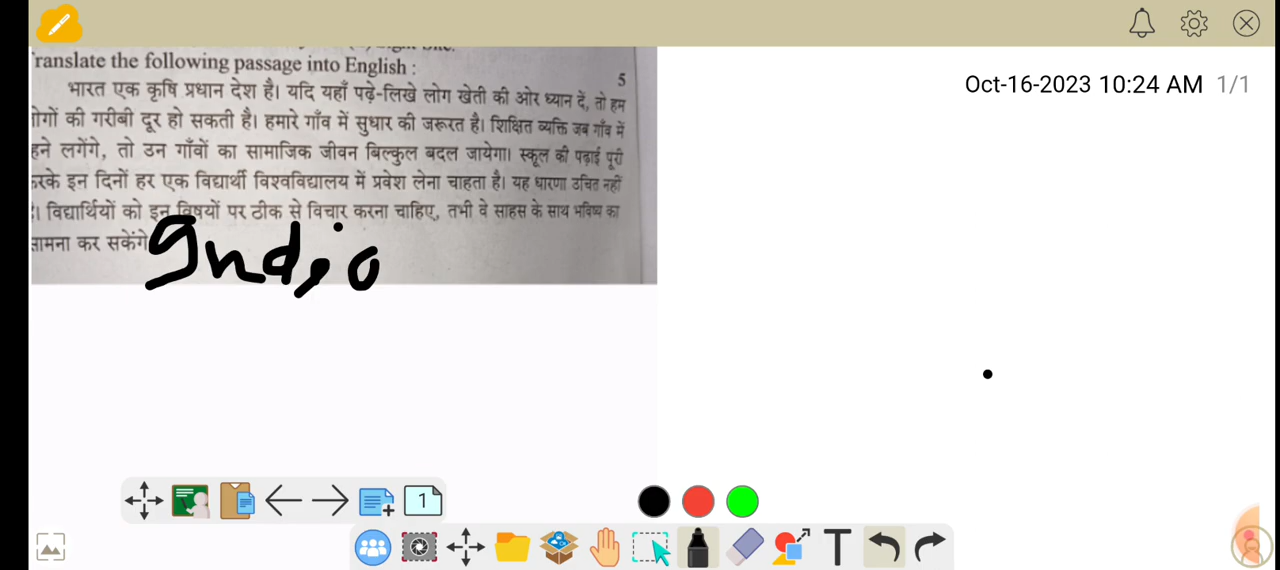 Oct-16-2023 10:24 AM 1/1
ranslate the following passage into English :
5
भारत एक कृषि प्रधान देश है। यदि यहाँ पढ़े-लिखे लोग खेती की ओर ध्यान दें, तो हम
ोगों की गरीबी दूर हो सकती है। हमारे गाँव में सुधार की जरूरत है। शिक्षित व्यक्ति जब गाँव में
हने लगेंगे, तो उन गाँवों का सामाजिक जीवन बिल्कुल बदल जायेगा। स्कूल की पढ़ाई पूरी
रके इन दिनों हर एक विद्यार्थी विश्वविद्यालय में प्रवेश लेना चाहता है। यह धारणा उचित नहीं
। विद्यार्थियों को इन विषयों पर ठीक से विचार करना चाहिए, तभी वे साहस के साथ भविष्य का
ामना कर सकेंगे
India
1
T